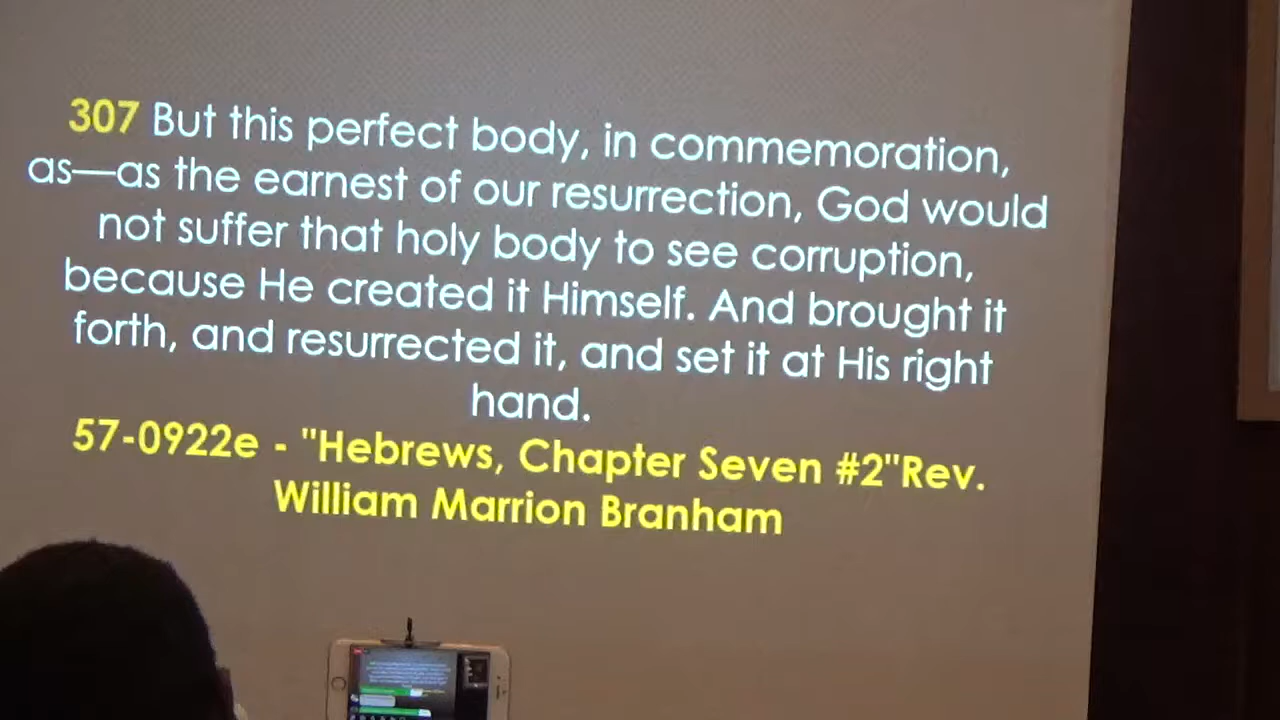 307 But this perfect body, in commemoration,
as—as the earnest of our resurrection, God would
not suffer that holy body to see corruption,
because He created it Himself. And brought it
forth, and resurrected it, and set it at His right
hand.
57-0922e - "Hebrews, Chapter Seven #2"Rev.
William Marrion Branham